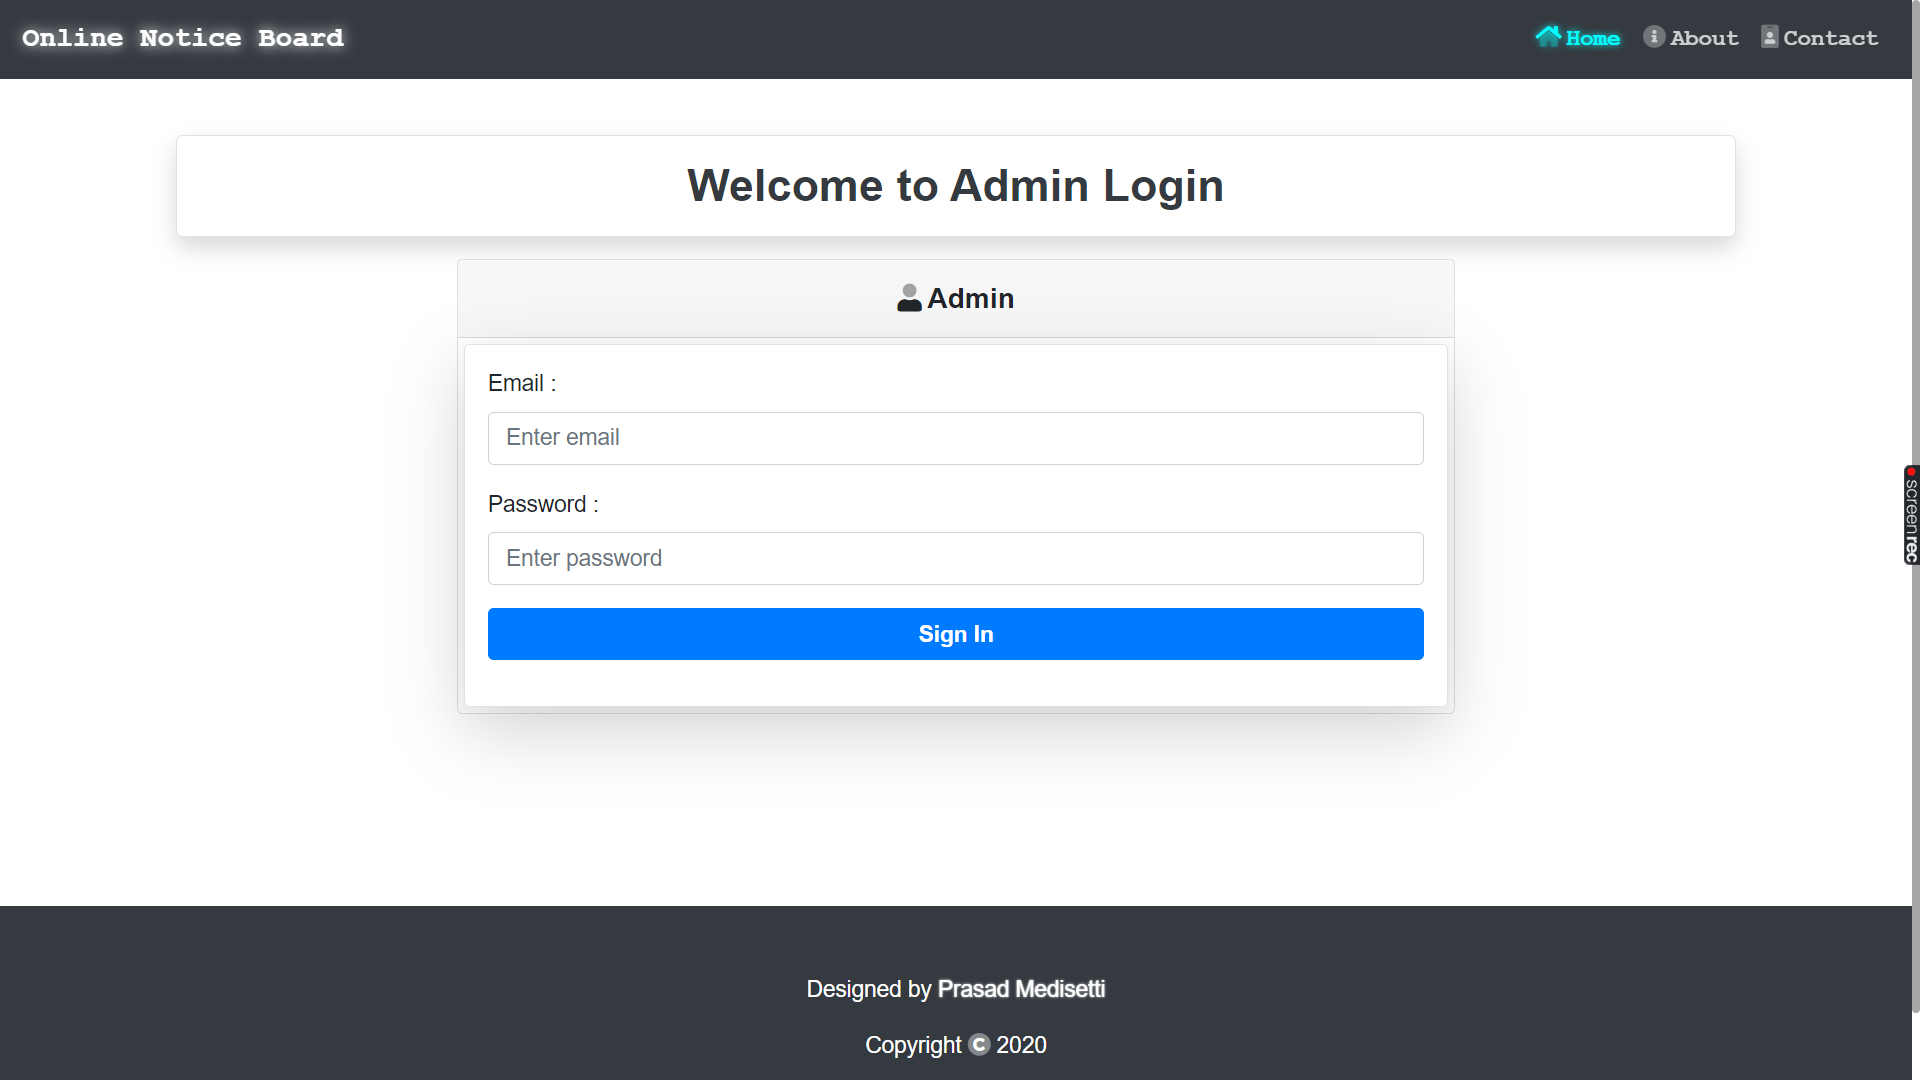 Online Notice Board
Home About Contact
Welcome to Admin Login
Admin
Email :
Enter email
Password :
Enter password
Sign In
screenrec
Designed by Prasad Medisetti
Copyright © 2020